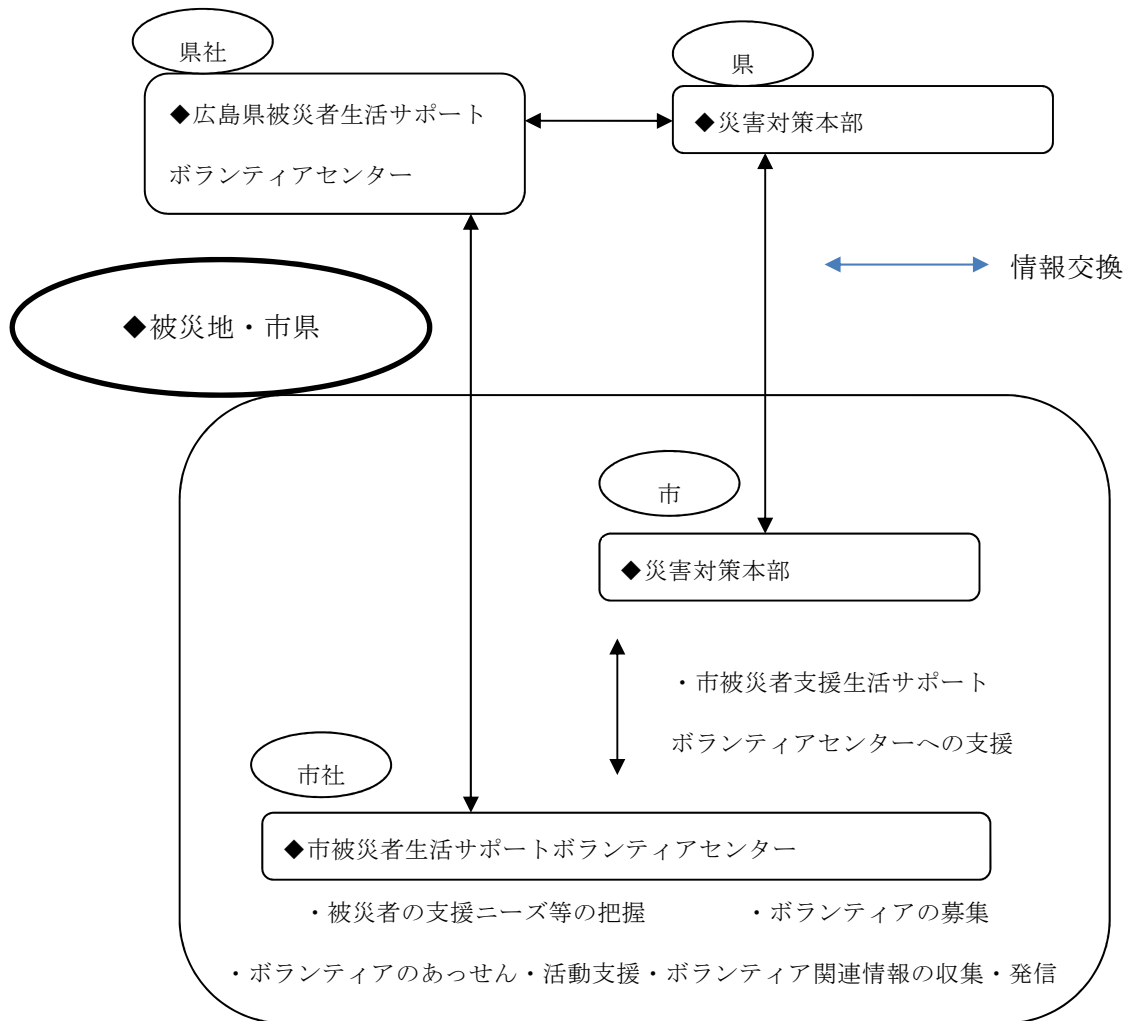 県社
県
◆広島県被災者生活サポート
ボランティアセンター
◆災害対策本部
情報交換
◆被災地・市県
市
◆災害対策本部
・市被災者支援生活サポート
ボランティアセンターへの支援
市社
◆市被災者生活サポートボランティアセンター
・被災者の支援ニーズ等の把握
・ボランティアの募集
・ボランティアのあっせん・活動支援・ボランティア関連情報の収集・発信